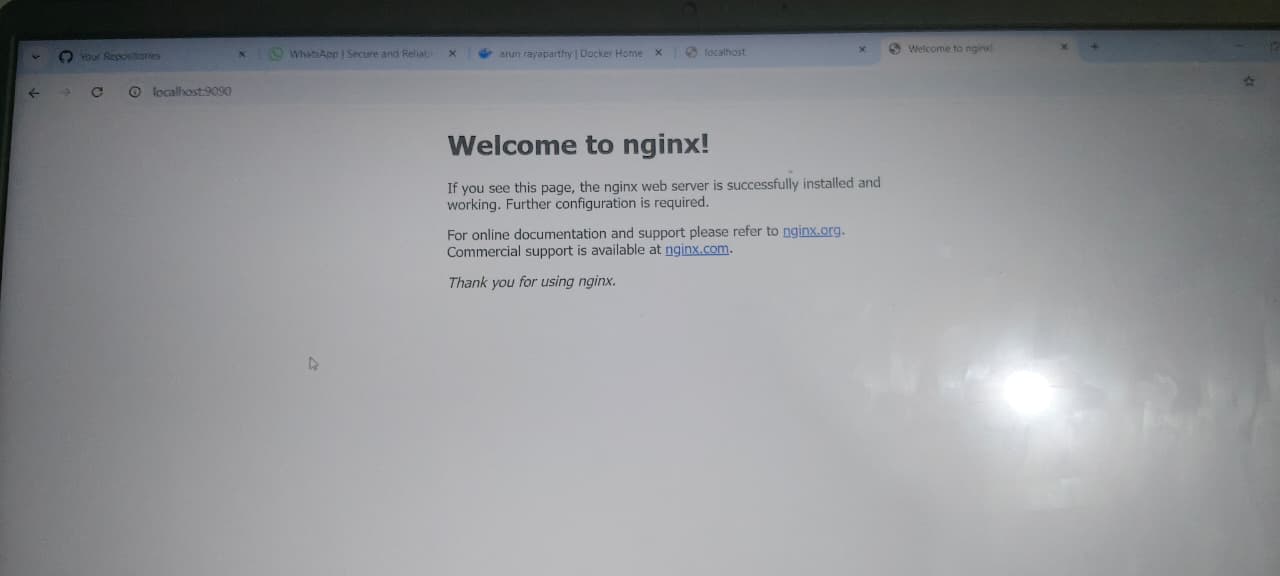 Your Repositories
WhatsApp | Secure and Reliab
arun rayaparthy | Docker Home
localhost
Welcome to nginx!
localhost:9090
Welcome to nginx!
If you see this page, the nginx web server is successfully installed and
working. Further configuration is required.
For online documentation and support please refer to nginx.org.
Commercial support is available at nginx.com.
Thank you for using nginx.